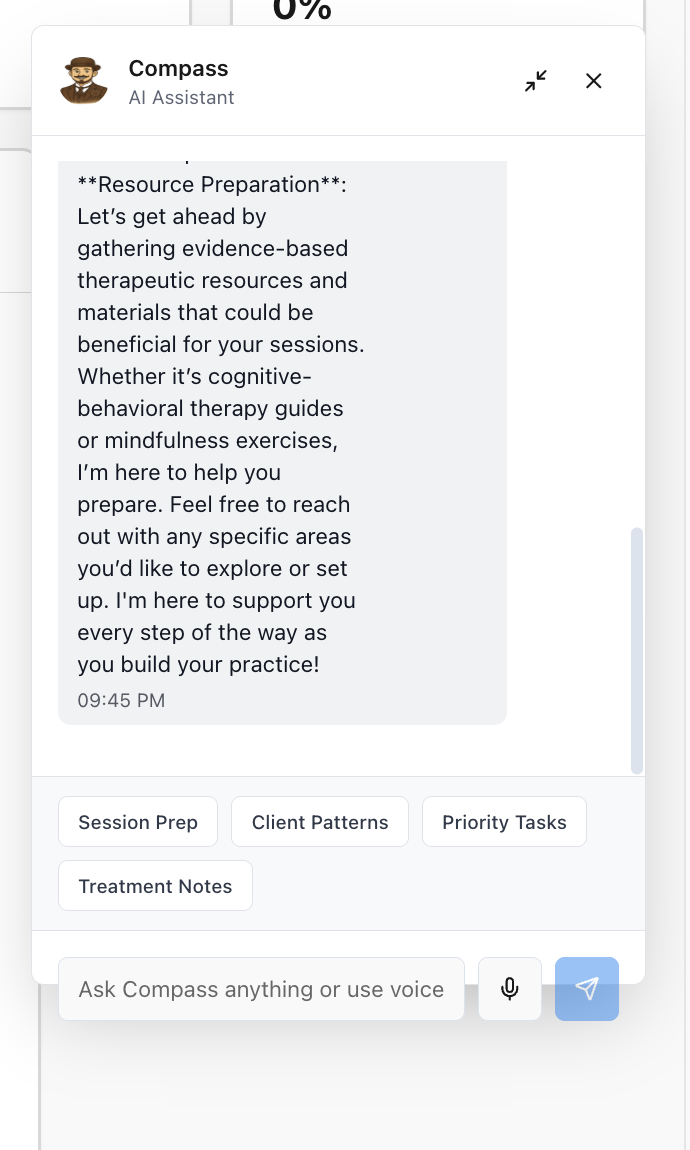 0%
Compass
AI Assistant
**Resource Preparation**:
Let’s get ahead by
gathering evidence-based
therapeutic resources and
materials that could be
beneficial for your sessions.
Whether it’s cognitive-
behavioral therapy guides
or mindfulness exercises,
I’m here to help you
prepare. Feel free to reach
out with any specific areas
you’d like to explore or set
up. I'm here to support you
every step of the way as
you build your practice!
09:45 PM
Session Prep
Client Patterns
Priority Tasks
Treatment Notes
Ask Compass anything or use voice